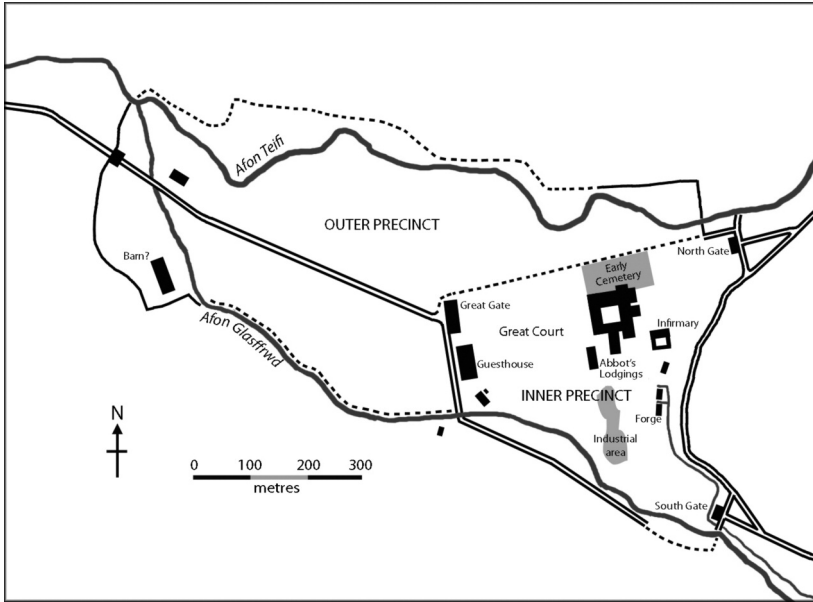 Afon Teifi
OUTER PRECINCT
North Gate
Barn?
Early
Cemetery
Great Gate
Great Court
Infirmary
Afon Glasffrwd
Guesthouse
Abbot's
Lodgings
INNER PRECINCT
N
Forge
Industrial
area
0 100 200 300
metres
South Gate